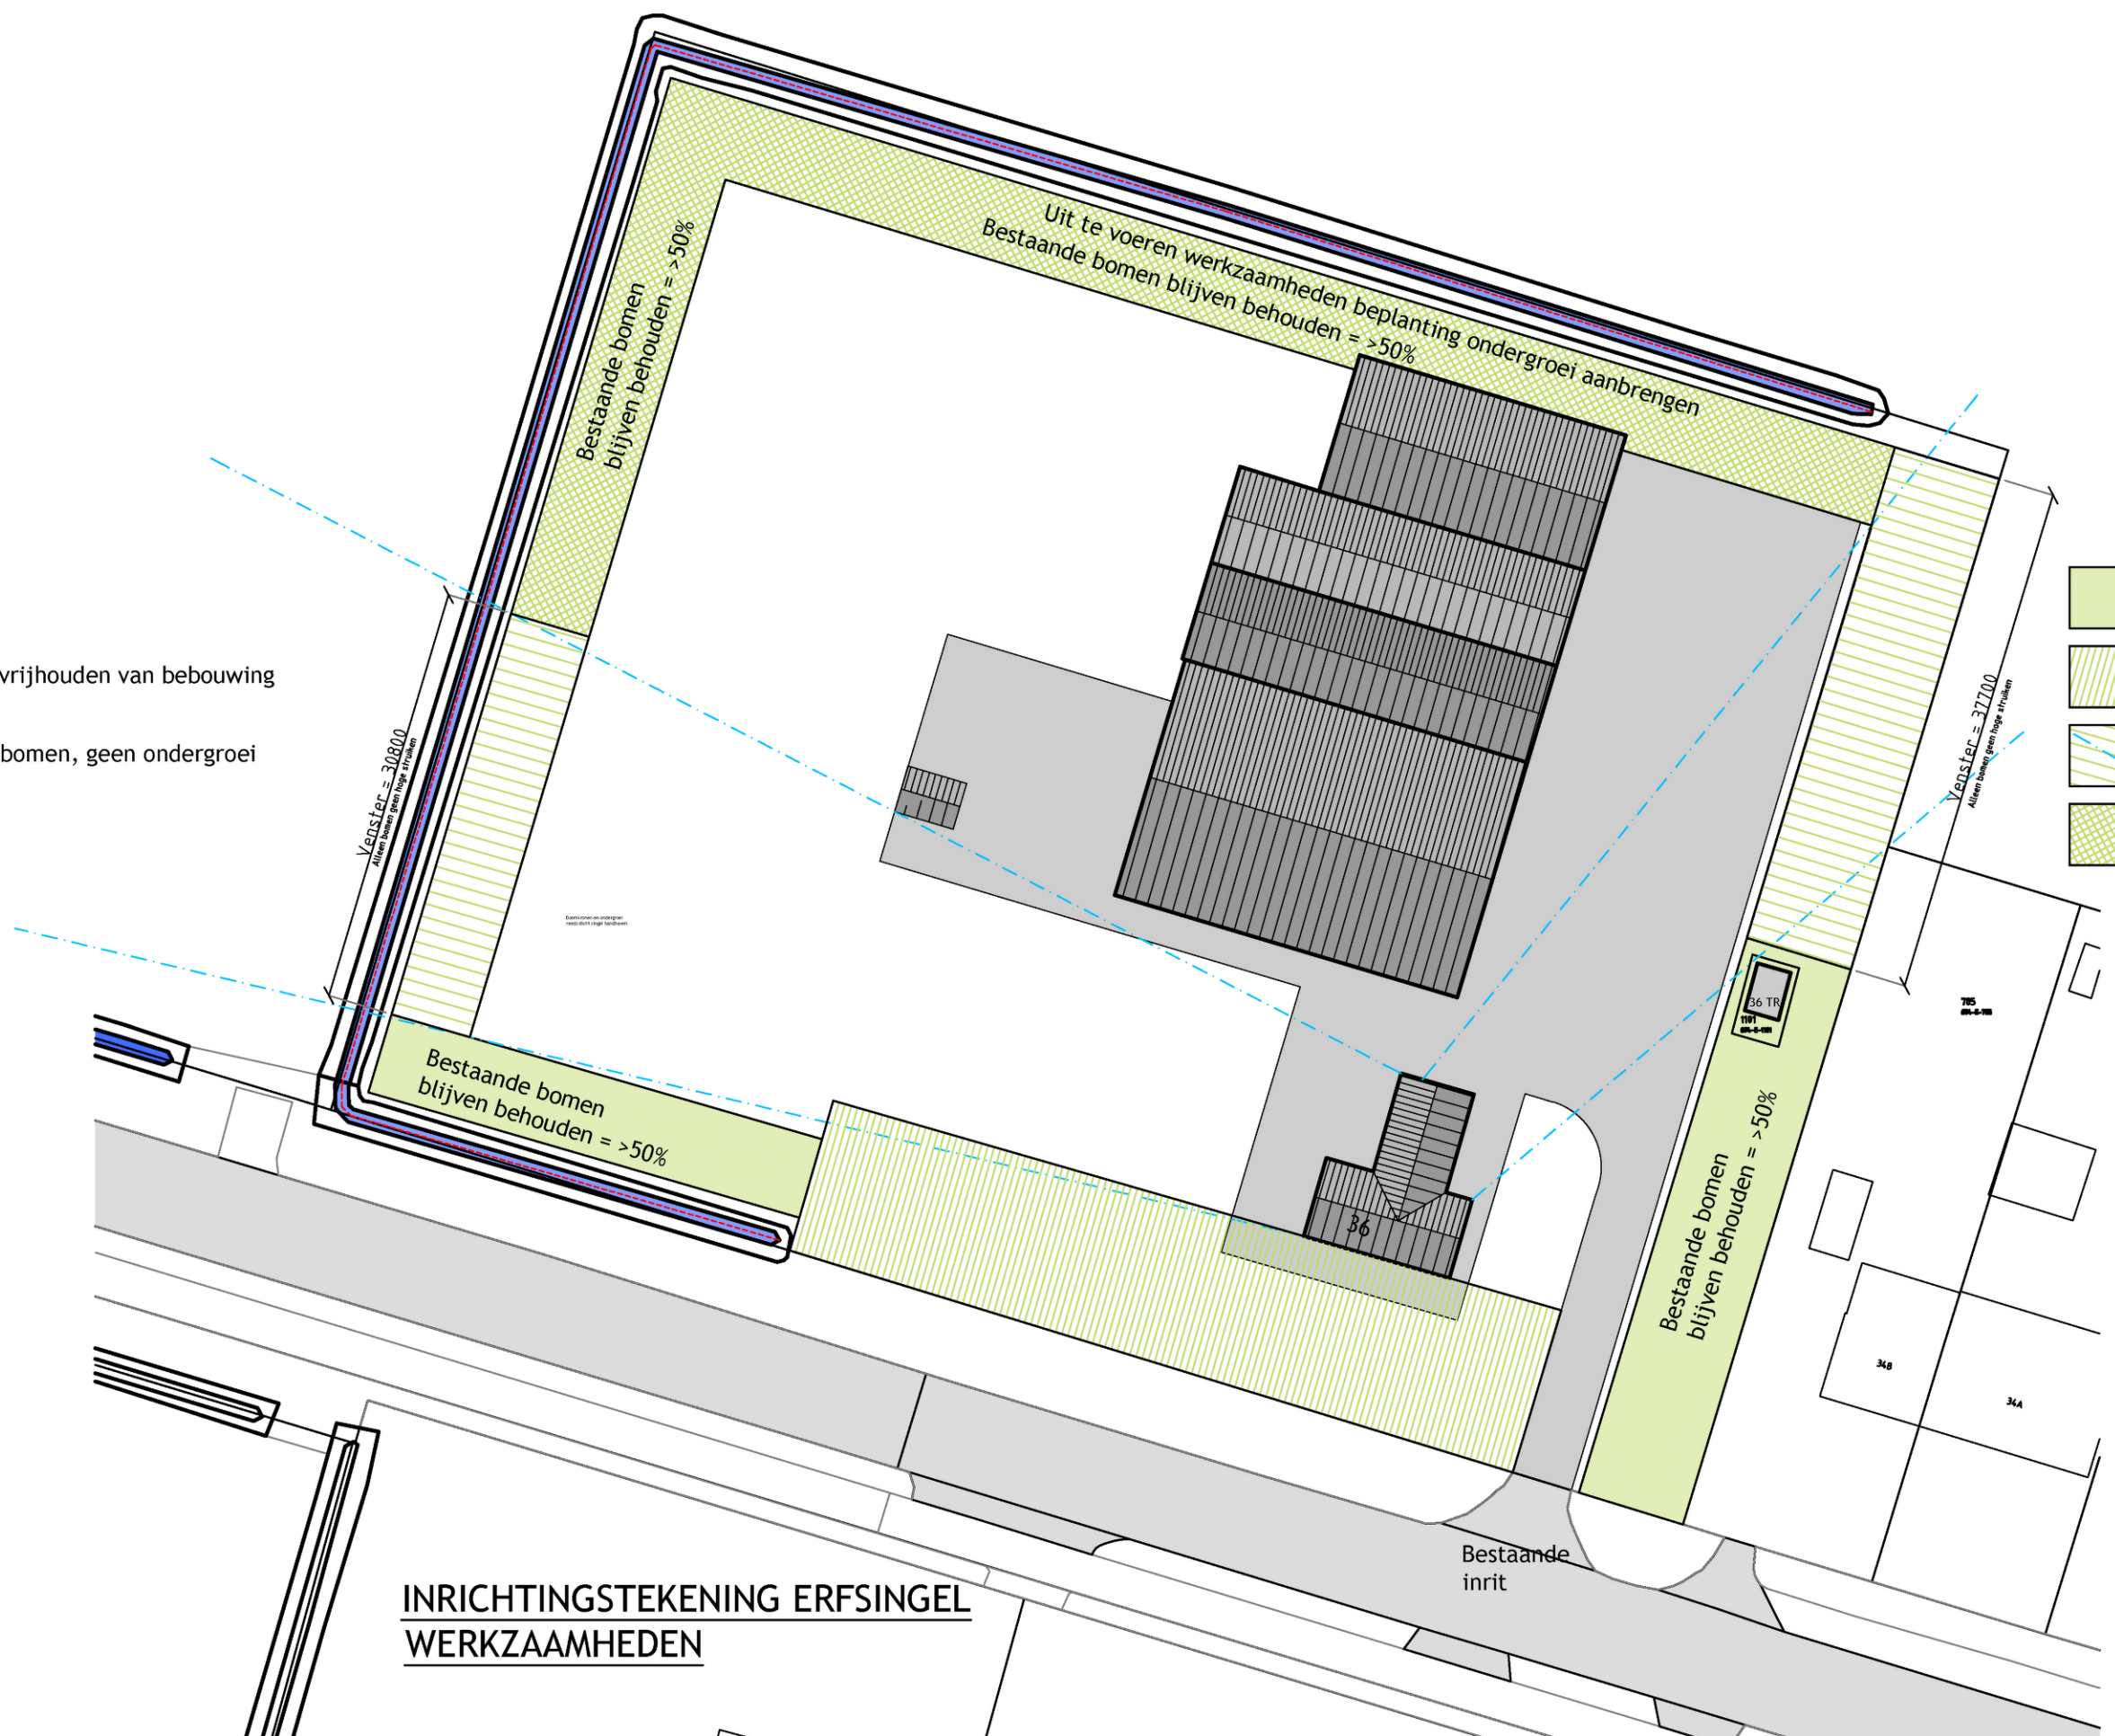 Uit te voeren werkzaamheden beplanting ondergroei aanbrengen
Bestaande bomen blijven behouden = >50%
Bestaande bomen
blijven behouden = >50%
vrijhouden van bebouwing
bomen, geen ondergroei
Venster = 30800
Alleen bomen geen hoge struiken
Venster = 37700
Alleen bomen geen hoge struiken
36 TR
1101
705
Bestaande bomen
blijven behouden = >50%
36
Bestaande bomen
blijven behouden = >50%
34B
34A
Bestaande
inrit
INRICHTINGSTEKENING ERFSINGEL
WERKZAAMHEDEN